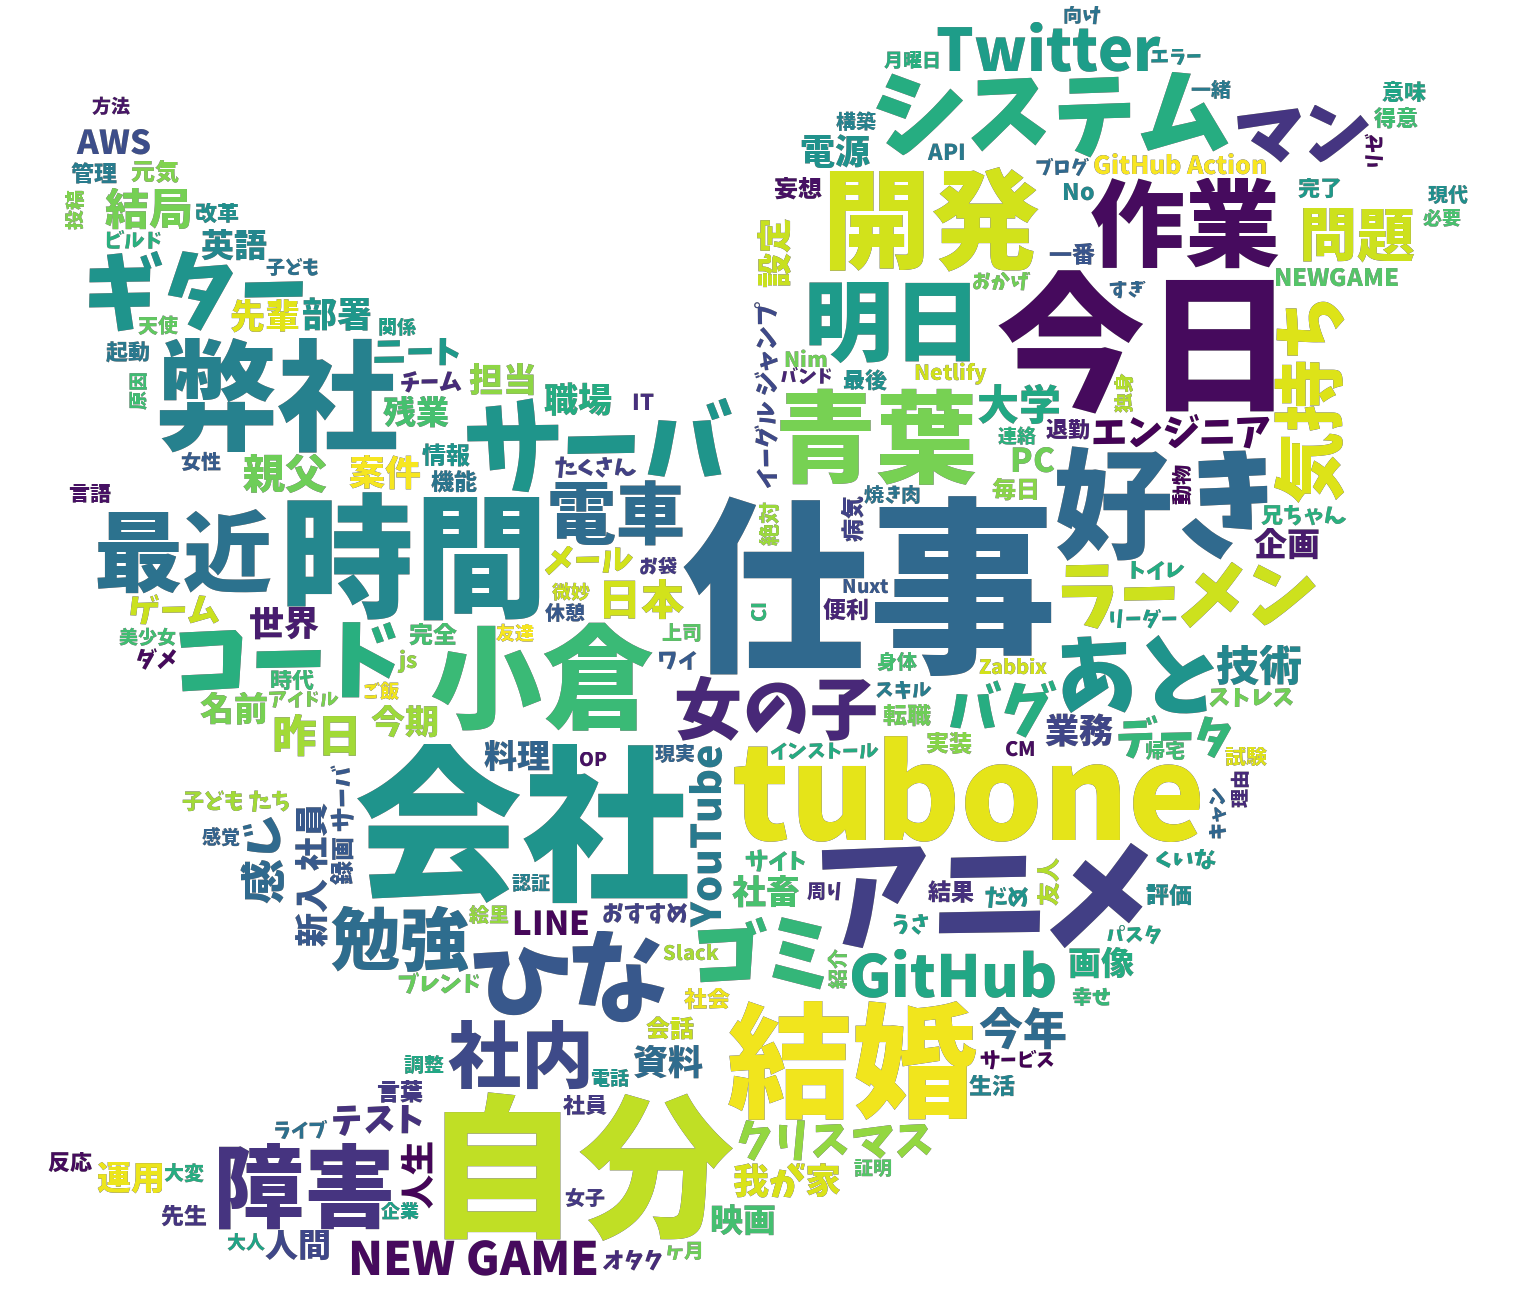 向け
Twitter
エラー
月曜日
システム
一緒
意味
方法
構築
マン
得意
AWS
電源
API
リゼ
管理
元気
ブログ
GitHub Action
投稿
結局
改革
妄想
開発
No
作業
完了
現代
必要
ビルド
英語
設定
一番
問題
ギター
子ども
おかげ
今日
すぎ
NEWGAME
天使
先輩
部署
関係
明日
気持ち
起動
弊社
ニート
イーグル ジャンプ
Nim
バンド
最後
Netlify
原因
チーム
担当
職場
IT
青葉
大学
独身
残業
サーバ
連絡
退勤
エンジニア
女性
親父
案件
情報
機能
たくさん
PC
好き
動物
言語
電車
焼き肉
毎日
兄ちゃん
最近
時間
仕事
絶対
病気
企画
メール
お袋
トイレ
ラーメン
ゲーム
世界
微妙
休憩
日本
CI
便利
Nuxt
リーダー
美少女
コード
完全
友達
小倉
上司
ダメ
js
ワイ
身体
Zabbix
あと
技術
時代
ご飯
女の子
スキル
バグ
ストレス
名前
アイドル
今期
転職
業務
データ
昨日
料理
OP
現実
インストール
実装
CM
帰宅
試験
子ども たち
サーバ
会社
YouTube
tubone
理由
キャン
感覚
感じ
新入 社員
録画
認証
サイト
アニメ
くいな
社畜
周り
結果
だめ
友人
評価
勉強
絵里
LINE
おすすめ
ゴミ
うさ
パスタ
ブレンド
ひな
Slack
紹介
GitHub
画像
社会
幸せ
社内
会話
結婚
今年
調整
電話
資料
サービス
生活
言葉
社員
ライブ
テスト
自分
クリスマス
反応
運用
大変
障害
人生
我が家
証明
先生
企業
女子
映画
大人
人間
NEW GAME
オタク
ケ月